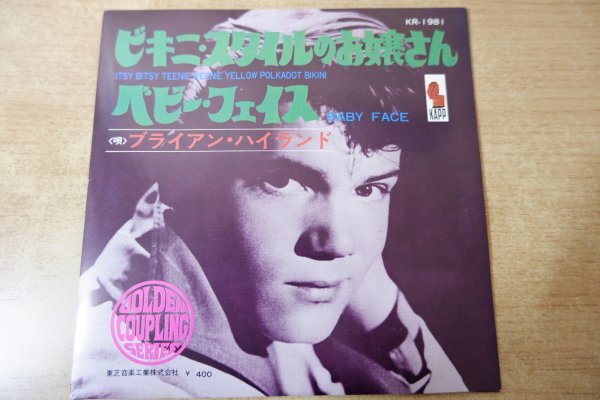 KR-1981
ビキニ・スタイルのお嬢さん
ITSY BITSY TEENIE WEENIE YELLOW POLKADOT BIKINI
ベビー・フェイス
BABY FACE
KAPP
〈唄〉ブライアン・ハイランド
GOLDEN
COUPLING
SERIES
東芝音楽工業株式会社 ¥ 400